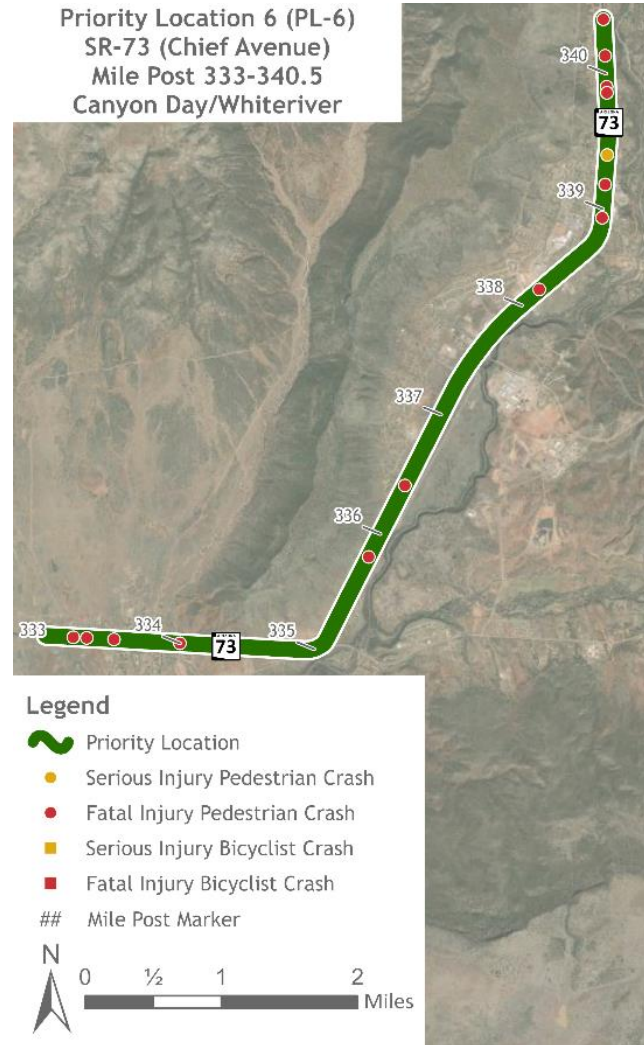 Priority Location 6 (PL-6)
SR-73 (Chief Avenue)
Mile Post 333-340.5
Canyon Day/Whiteriver
340
73
339
338
337
336
333
334
73
335
Legend
Priority Location
Serious Injury Pedestrian Crash
Fatal Injury Pedestrian Crash
Serious Injury Bicyclist Crash
Fatal Injury Bicyclist Crash
## Mile Post Marker
N
0 ½ 1 2
Miles